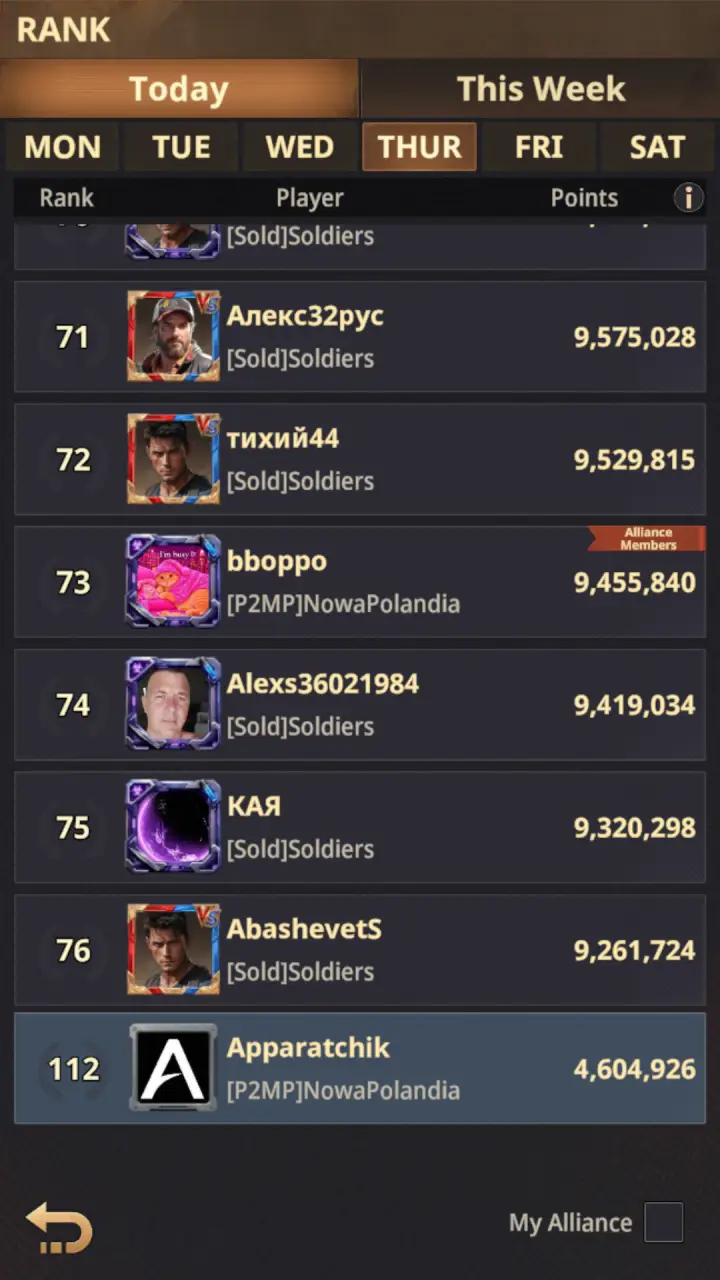 RANK
Today
This Week
MON TUE WED THUR FRI SAT
Rank Player Points
[Sold]Soldiers
71
Алекс32рус
[Sold]Soldiers
9,575,028
72
тихий44
[Sold]Soldiers
9,529,815
73
I'm busy
bboppo
[P2MP]NowaPolandia
Alliance
Members
9,455,840
74
Alexs36021984
[Sold]Soldiers
9,419,034
75
КАЯ
[Sold]Soldiers
9,320,298
76
AbashevetS
[Sold]Soldiers
9,261,724
112
Apparatchik
[P2MP]NowaPolandia
4,604,926
My Alliance